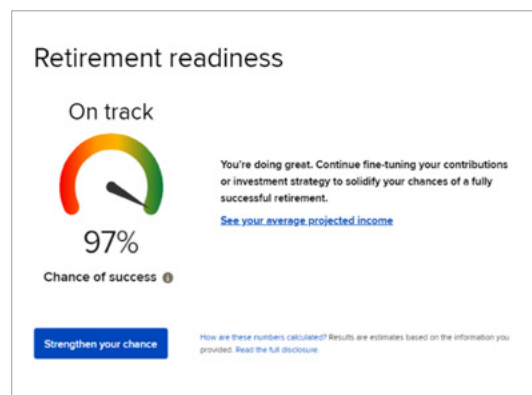 Retirement readiness
On track
97%
Chance of success
You're doing great. Continue fine-tuning your contributions
or investment strategy to solidify your chances of a fully
successful retirement.
See your average projected income
Strengthen your chance
How are these numbers calculated? Results are estimates based on the information you
provided. Read the full disclosure.